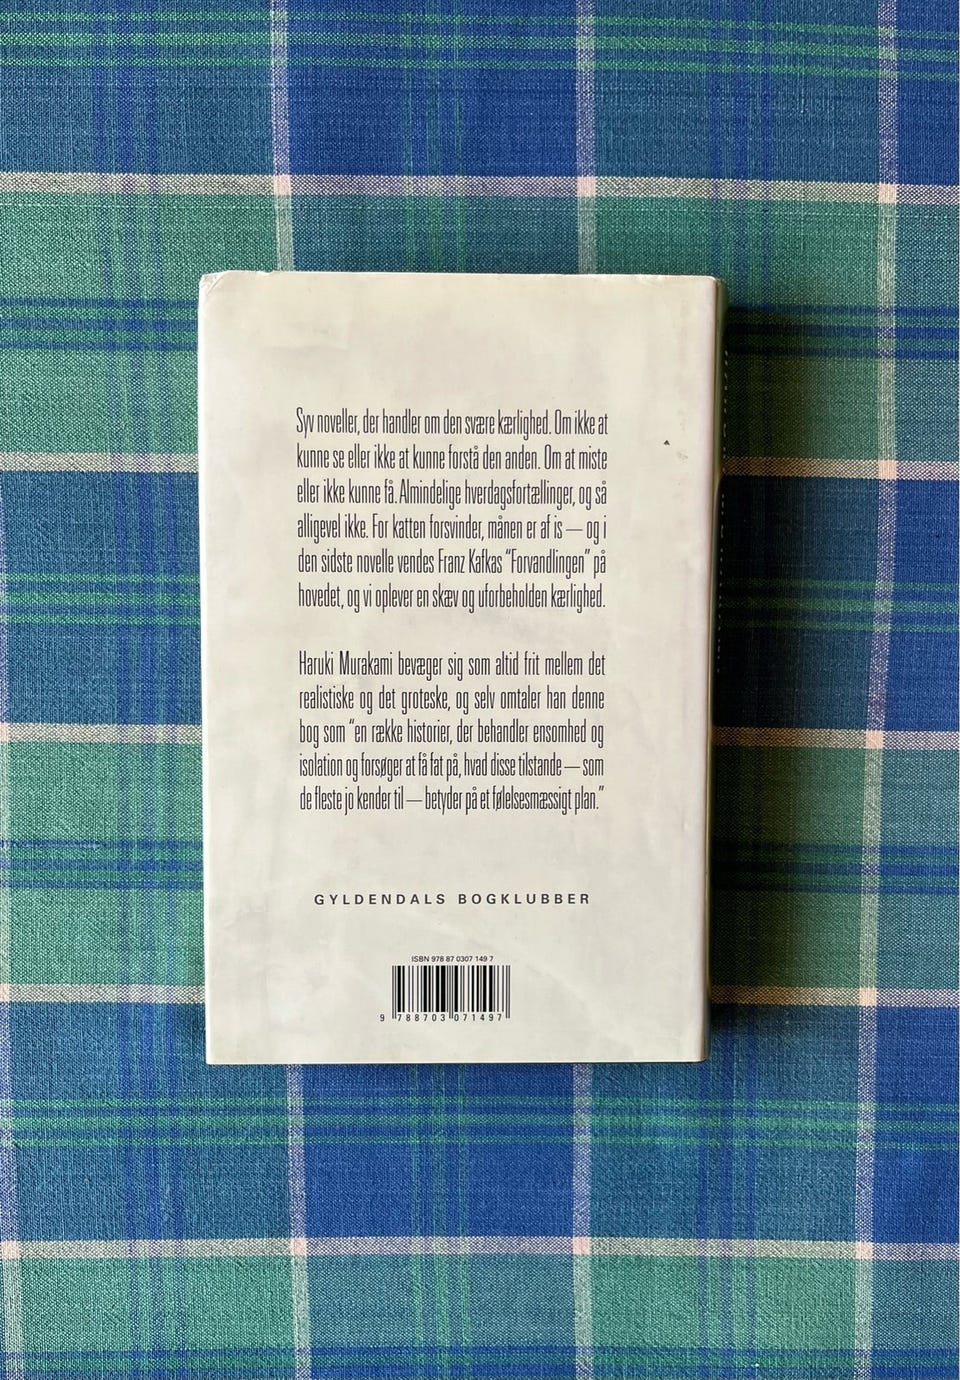 Syv noveller, der handler om den svære kærlighed. Om ikke at
kunne se eller ikke at kunne forstå den anden. Om at miste
eller ikke kunne få. Almindelige hverdagsfortællinger, og så
alligevel ikke. For katten forsvinder, månen er af is — og i
den sidste novelle vendes Franz Kafkas "Forvandlingen" på
hovedet, og vi oplever en skæv og uforbeholden kærlighed.
Haruki Murakami bevæger sig som altid frit mellem det
realistiske og det groteske, og selv omtaler han denne
bog som "en række historier, der behandler ensomhed og
isolation og forsøger at få fat på, hvad disse tilstande — som
de fleste jo kender til — betyder på et følelsesmæssigt plan."
GYLDENDALS BOGKLUBBER
ISBN 978 87 0307 149 7
9 788703 071497